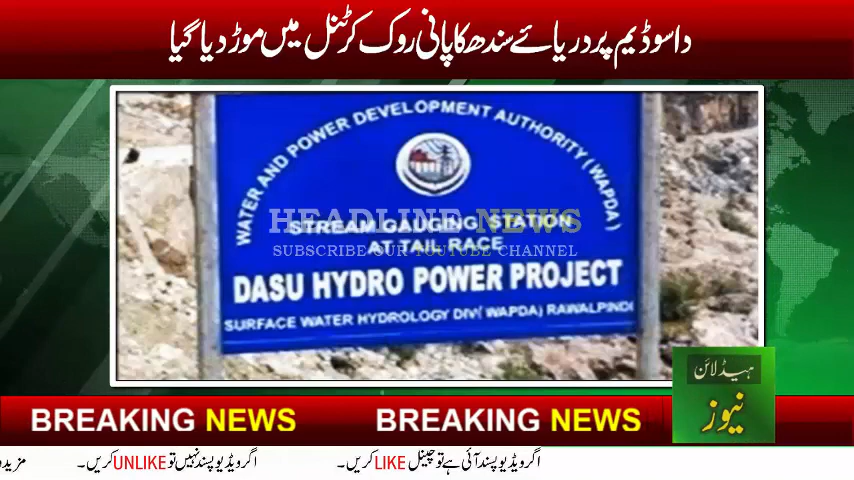 داسو ڈیم پر دریائے سندھ کا پانی روک کر ٹنل میں موڑ دیا گیا
WATER AND POWER DEVELOPMENT AUTHORITY (WAPDA)
HEADLINE NEWS
STREAM GAUGING STATION
SUBSCRIBE OUR YOUTUBE CHANNEL
AT TAIL RACE
DASU HYDRO POWER PROJECT
SURFACE WATER HYDROLOGY DIV(WAPDA) RAWALPINDI
ہیڈ لائن
نیوز
BREAKING NEWS BREAKING NEWS
اگر ویڈیو پسند آئی ہے تو چینل LIKE کریں۔ اگر ویڈیو پسند نہیں تو UNLIKE کریں۔